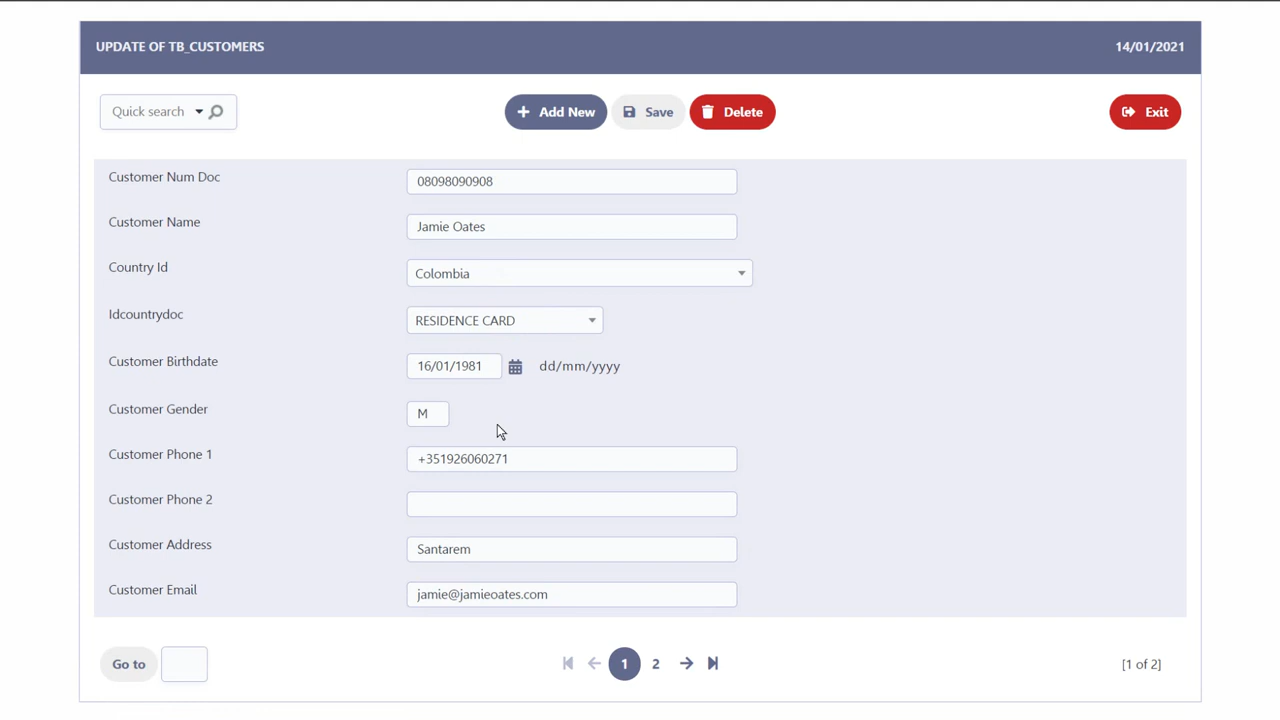 UPDATE OF TB_CUSTOMERS 14/01/2021
Quick search Add New Save Delete Exit
Customer Num Doc 08098090908
Customer Name Jamie Oates
Country Id Colombia
Idcountrydoc RESIDENCE CARD
Customer Birthdate 16/01/1981 dd/mm/yyyy
Customer Gender M
Customer Phone 1 +351926060271
Customer Phone 2
Customer Address Santarem
Customer Email jamie@jamieoates.com
Go to 1 2 [1 of 2]